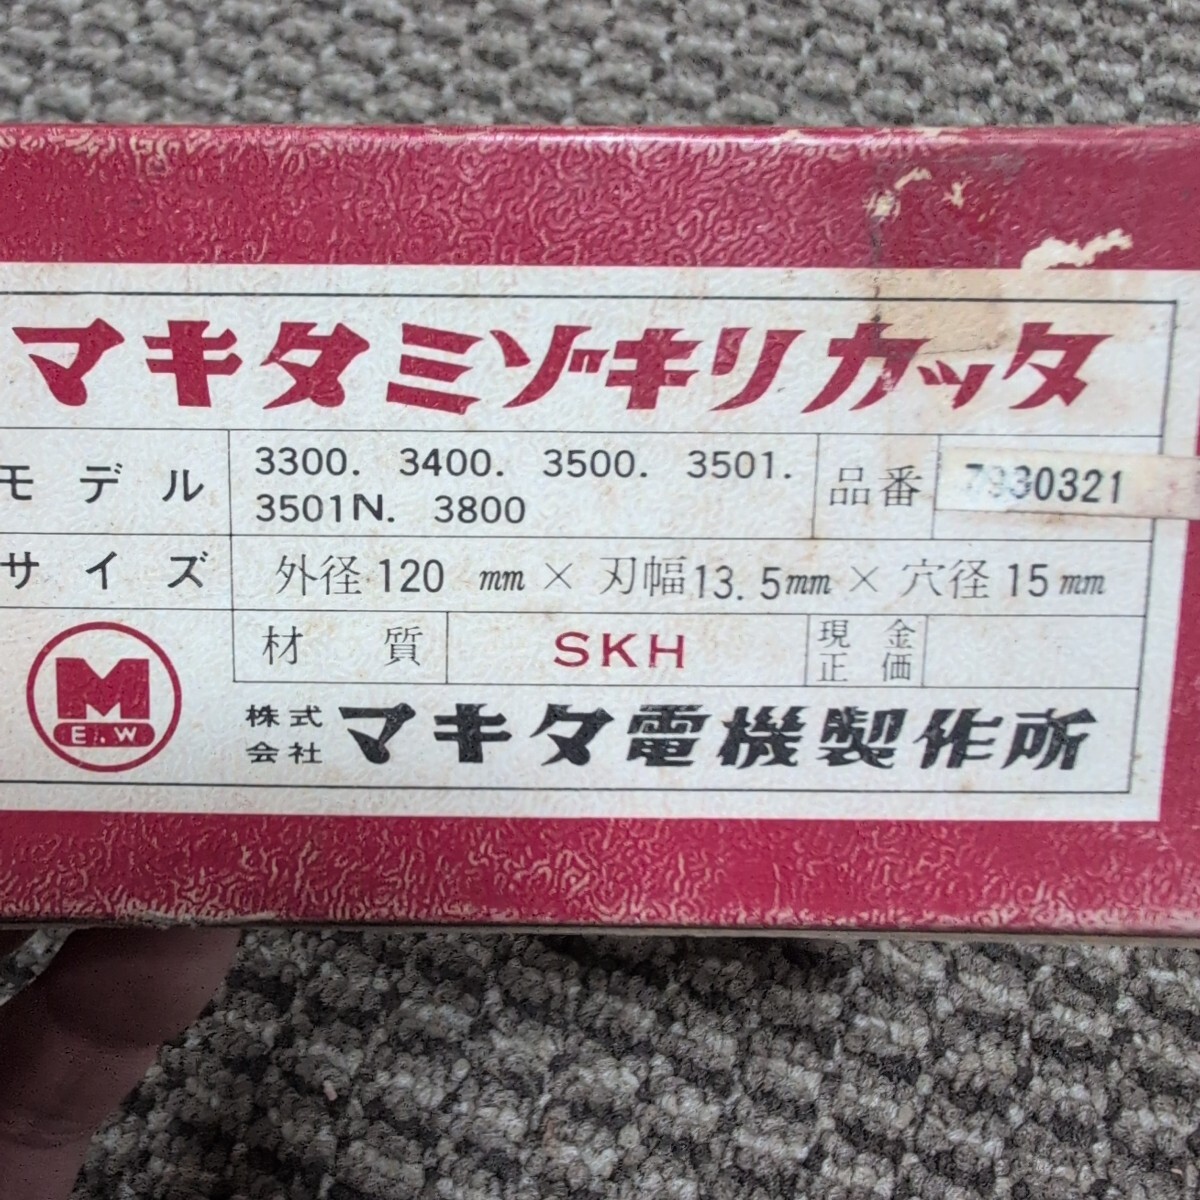 マキタミゾキリカッタ
モデル 3300. 3400. 3500. 3501. 3501N. 3800 品番 7930321
サイズ 外径 120 mm × 刃幅 13.5mm × 穴径 15 mm
材質 SKH 現金正価
M
E.W
株式会社 マキタ電機製作所